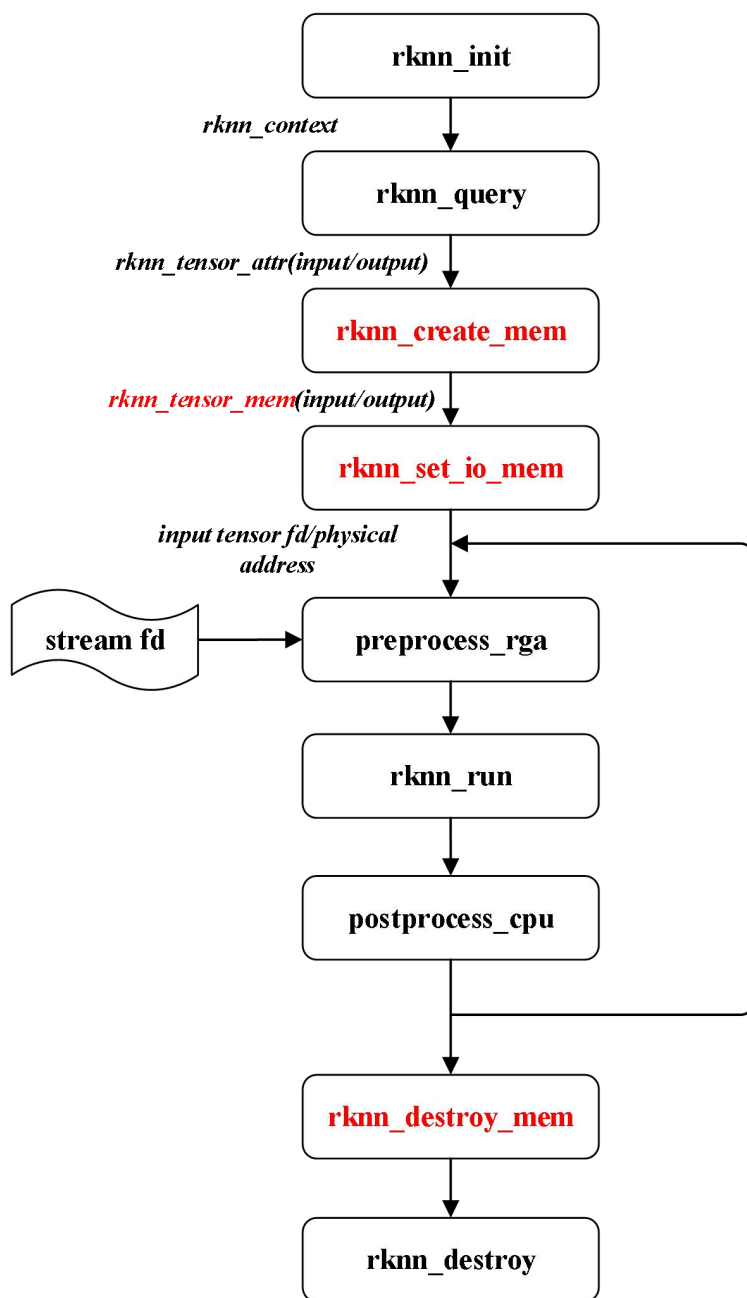 rknn_init
rknn_context
rknn_query
rknn_tensor_attr(input/output)
rknn_create_mem
rknn_tensor_mem(input/output)
rknn_set_io_mem
input tensor fd/physical
address
stream fd
preprocess_rga
rknn_run
postprocess_cpu
rknn_destroy_mem
rknn_destroy